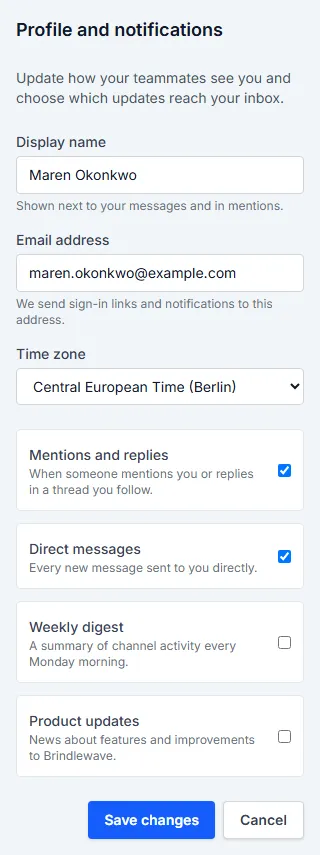 Profile and notifications
Update how your teammates see you and
choose which updates reach your inbox.
Display name
Maren Okonkwo
Shown next to your messages and in mentions.
Email address
maren.okonkwo@example.com
We send sign-in links and notifications to this
address.
Time zone
Central European Time (Berlin)
Mentions and replies
When someone mentions you or replies
in a thread you follow.
Direct messages
Every new message sent to you directly.
Weekly digest
A summary of channel activity every
Monday morning.
Product updates
News about features and improvements
to Brindlewave.
Save changes
Cancel